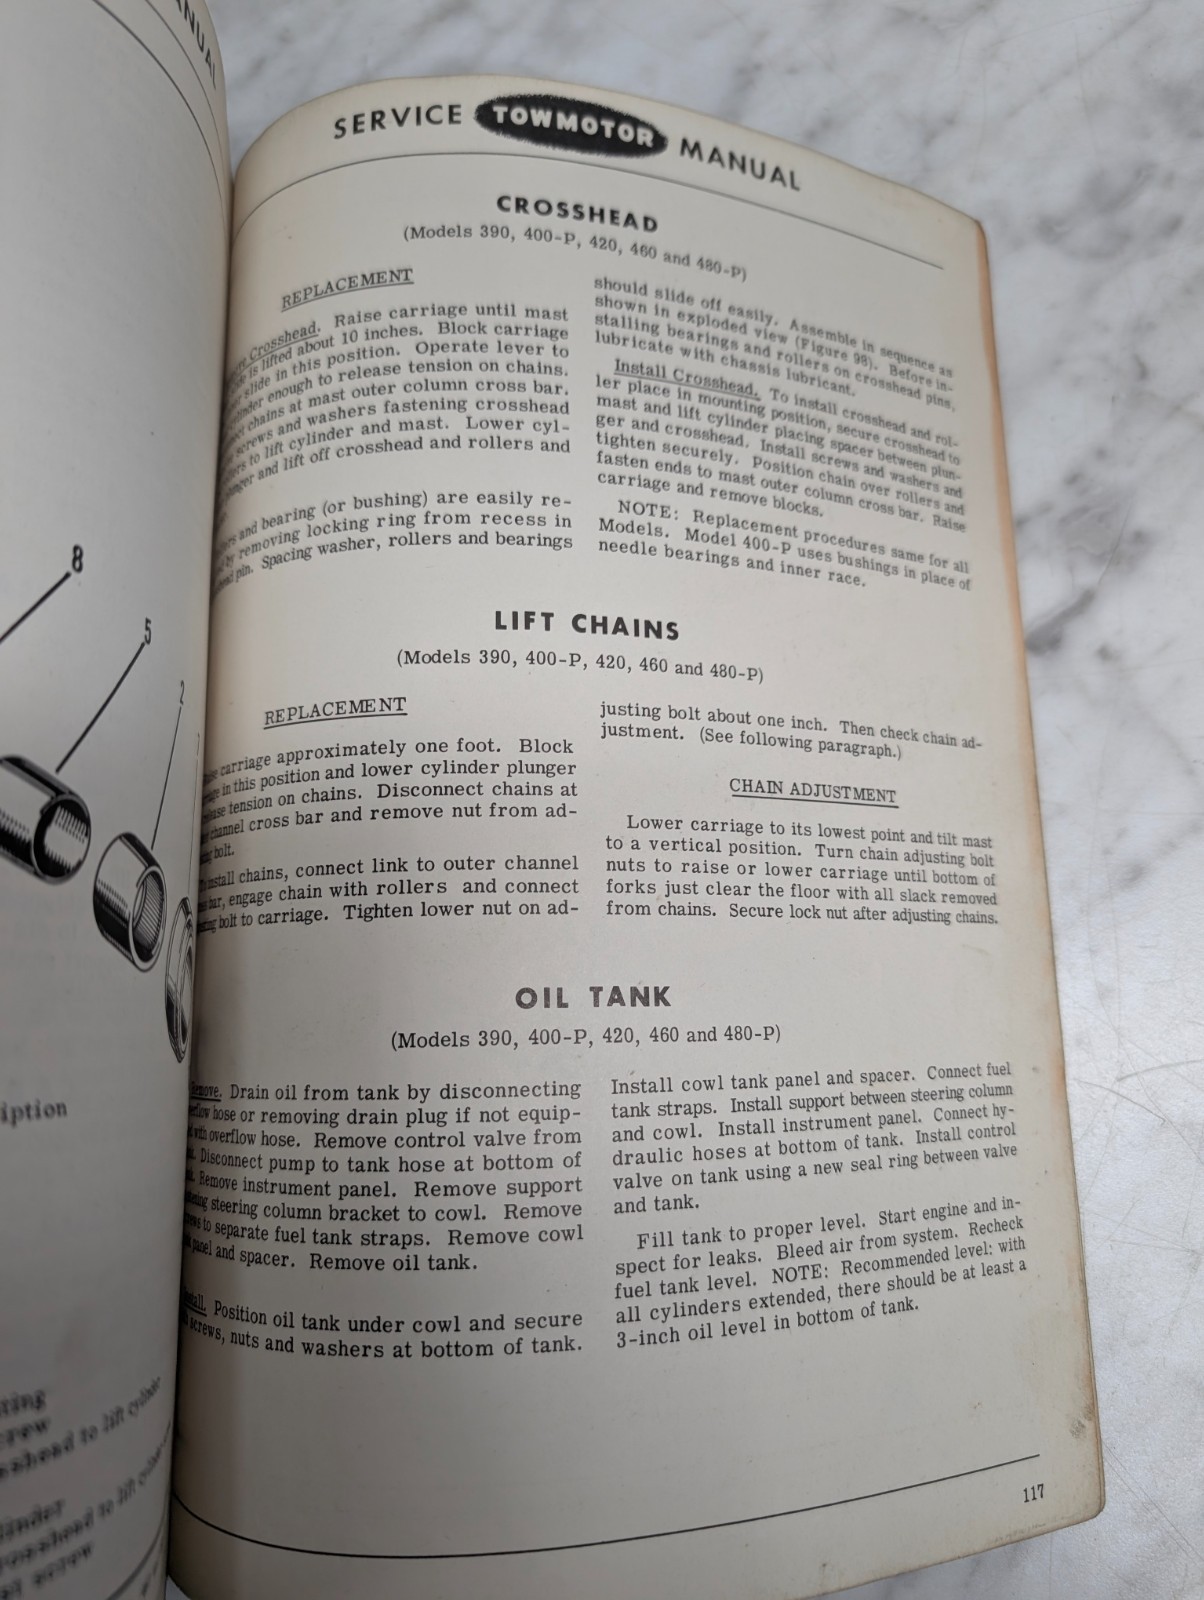 NUAL
8
5
2
iption
SERVICE TOWMOTOR MANUAL
CROSSHEAD
(Models 390, 400-P, 420, 460 and 480-P)
REPLACEMENT
Crosshead. Raise carriage until mast
is lifted about 10 inches. Block carriage
slide in this position. Operate lever to
enough to release tension on chains.
chains at mast outer column cross bar.
screws and washers fastening crosshead
to lift cylinder and mast. Lower cyl-
and lift off crosshead and rollers and
and bearing (or bushing) are easily re-
by removing locking ring from recess in
pin. Spacing washer, rollers and bearings
should slide off easily. Assemble in sequence as
shown in exploded view (Figure 98). Before in-
stalling bearings and rollers on crosshead pins,
lubricate with chassis lubricant.
Install Crosshead. To install crosshead and rol-
ler place in mounting position, secure crosshead to
mast and lift cylinder placing spacer between plun-
ger and crosshead. Install screws and washers and
tighten securely. Position chain over rollers and
fasten ends to mast outer column cross bar. Raise
carriage and remove blocks.
NOTE: Replacement procedures same for all
Models. Model 400-P uses bushings in place of
needle bearings and inner race.
LIFT CHAINS
(Models 390, 400-P, 420, 460 and 480-P)
REPLACEMENT
carriage approximately one foot. Block
in this position and lower cylinder plunger
tension on chains. Disconnect chains at
channel cross bar and remove nut from ad-
bolt.
install chains, connect link to outer channel
bar, engage chain with rollers and connect
bolt to carriage. Tighten lower nut on ad-
justing bolt about one inch. Then check chain ad-
justment. (See following paragraph.)
CHAIN ADJUSTMENT
Lower carriage to its lowest point and tilt mast
to a vertical position. Turn chain adjusting bolt
nuts to raise or lower carriage until bottom of
forks just clear the floor with all slack removed
from chains. Secure lock nut after adjusting chains.
OIL TANK
(Models 390, 400-P, 420, 460 and 480-P)
Remove. Drain oil from tank by disconnecting
hose or removing drain plug if not equip-
with overflow hose. Remove control valve from
Disconnect pump to tank hose at bottom of
Remove instrument panel. Remove support
steering column bracket to cowl. Remove
to separate fuel tank straps. Remove cowl
panel and spacer. Remove oil tank.
Position oil tank under cowl and secure
screws, nuts and washers at bottom of tank.
Install cowl tank panel and spacer. Connect fuel
tank straps. Install support between steering column
and cowl. Install instrument panel. Connect hy-
draulic hoses at bottom of tank. Install control
valve on tank using a new seal ring between valve
and tank.
Fill tank to proper level. Start engine and in-
spect for leaks. Bleed air from system. Recheck
fuel tank level. NOTE: Recommended level: with
all cylinders extended, there should be at least a
3-inch oil level in bottom of tank.
117